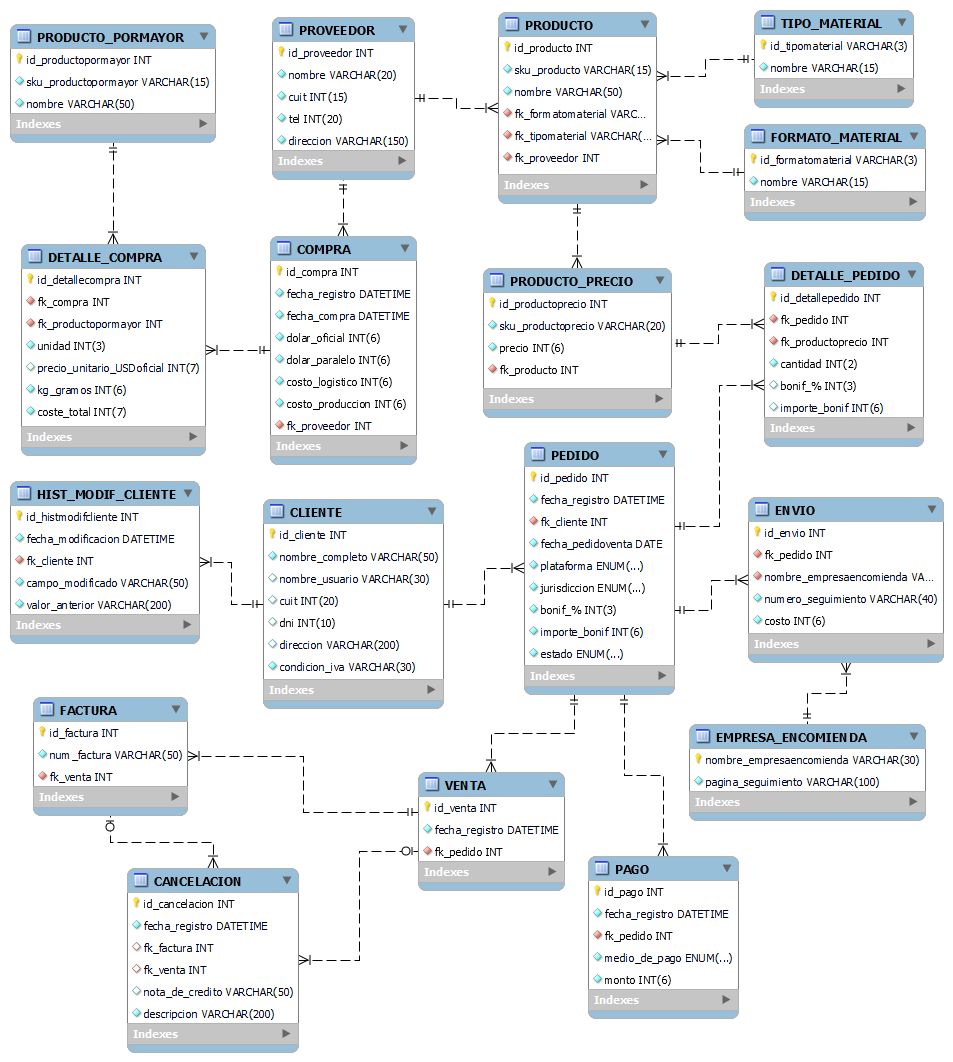 PRODUCTO_PORMAYOR
id_productopormayor INT
sku_productopormayor VARCHAR(15)
nombre VARCHAR(50)
Indexes
PROVEEDOR
id_proveedor INT
nombre VARCHAR(20)
cuit INT(15)
tel INT(20)
direccion VARCHAR(150)
Indexes
PRODUCTO
id_producto INT
sku_producto VARCHAR(15)
nombre VARCHAR(50)
fk_formatomaterial VARC...
fk_tipomaterial VARCHAR(...
fk_proveedor INT
Indexes
TIPO_MATERIAL
id_tipomaterial VARCHAR(3)
nombre VARCHAR(15)
Indexes
FORMATO_MATERIAL
id_formatomaterial VARCHAR(3)
nombre VARCHAR(15)
Indexes
DETALLE_COMPRA
id_detallecompra INT
fk_compra INT
fk_productopormayor INT
unidad INT(3)
precio_unitario_USDoficial INT(7)
kg_gramos INT(6)
coste_total INT(7)
Indexes
COMPRA
id_compra INT
fecha_registro DATETIME
fecha_compra DATETIME
dolar_oficial INT(6)
dolar_paralelo INT(6)
costo_logistico INT(6)
costo_produccion INT(6)
fk_proveedor INT
Indexes
PRODUCTO_PRECIO
id_productoprecio INT
sku_productoprecio VARCHAR(20)
precio INT(6)
fk_producto INT
Indexes
DETALLE_PEDIDO
id_detallepedido INT
fk_pedido INT
fk_productoprecio INT
cantidad INT(2)
bonif_% INT(3)
importe_bonif INT(6)
Indexes
HIST_MODIF_CLIENTE
id_histmodifcliente INT
fecha_modificacion DATETIME
fk_cliente INT
campo_modificado VARCHAR(50)
valor_anterior VARCHAR(200)
Indexes
CLIENTE
id_cliente INT
nombre_completo VARCHAR(50)
nombre_usuario VARCHAR(30)
cuit INT(20)
dni INT(10)
direccion VARCHAR(200)
condicion_iva VARCHAR(30)
Indexes
PEDIDO
id_pedido INT
fecha_registro DATETIME
fk_cliente INT
fecha_pedidoventa DATE
plataforma ENUM(...)
jurisdiccion ENUM(...)
bonif_% INT(3)
importe_bonif INT(6)
estado ENUM(...)
Indexes
ENVIO
id_envio INT
fk_pedido INT
nombre_empresaencomienda VA...
numero_seguimiento VARCHAR(40)
costo INT(6)
Indexes
FACTURA
id_factura INT
num_factura VARCHAR(50)
fk_venta INT
Indexes
EMPRESA_ENCOMIENDA
nombre_empresaencomienda VARCHAR(30)
pagina_seguimiento VARCHAR(100)
Indexes
VENTA
id_venta INT
fecha_registro DATETIME
fk_pedido INT
Indexes
CANCELACION
id_cancelacion INT
fecha_registro DATETIME
fk_factura INT
fk_venta INT
nota_de_credito VARCHAR(50)
descripcion VARCHAR(200)
Indexes
PAGO
id_pago INT
fecha_registro DATETIME
fk_pedido INT
medio_de_pago ENUM(...)
monto INT(6)
Indexes